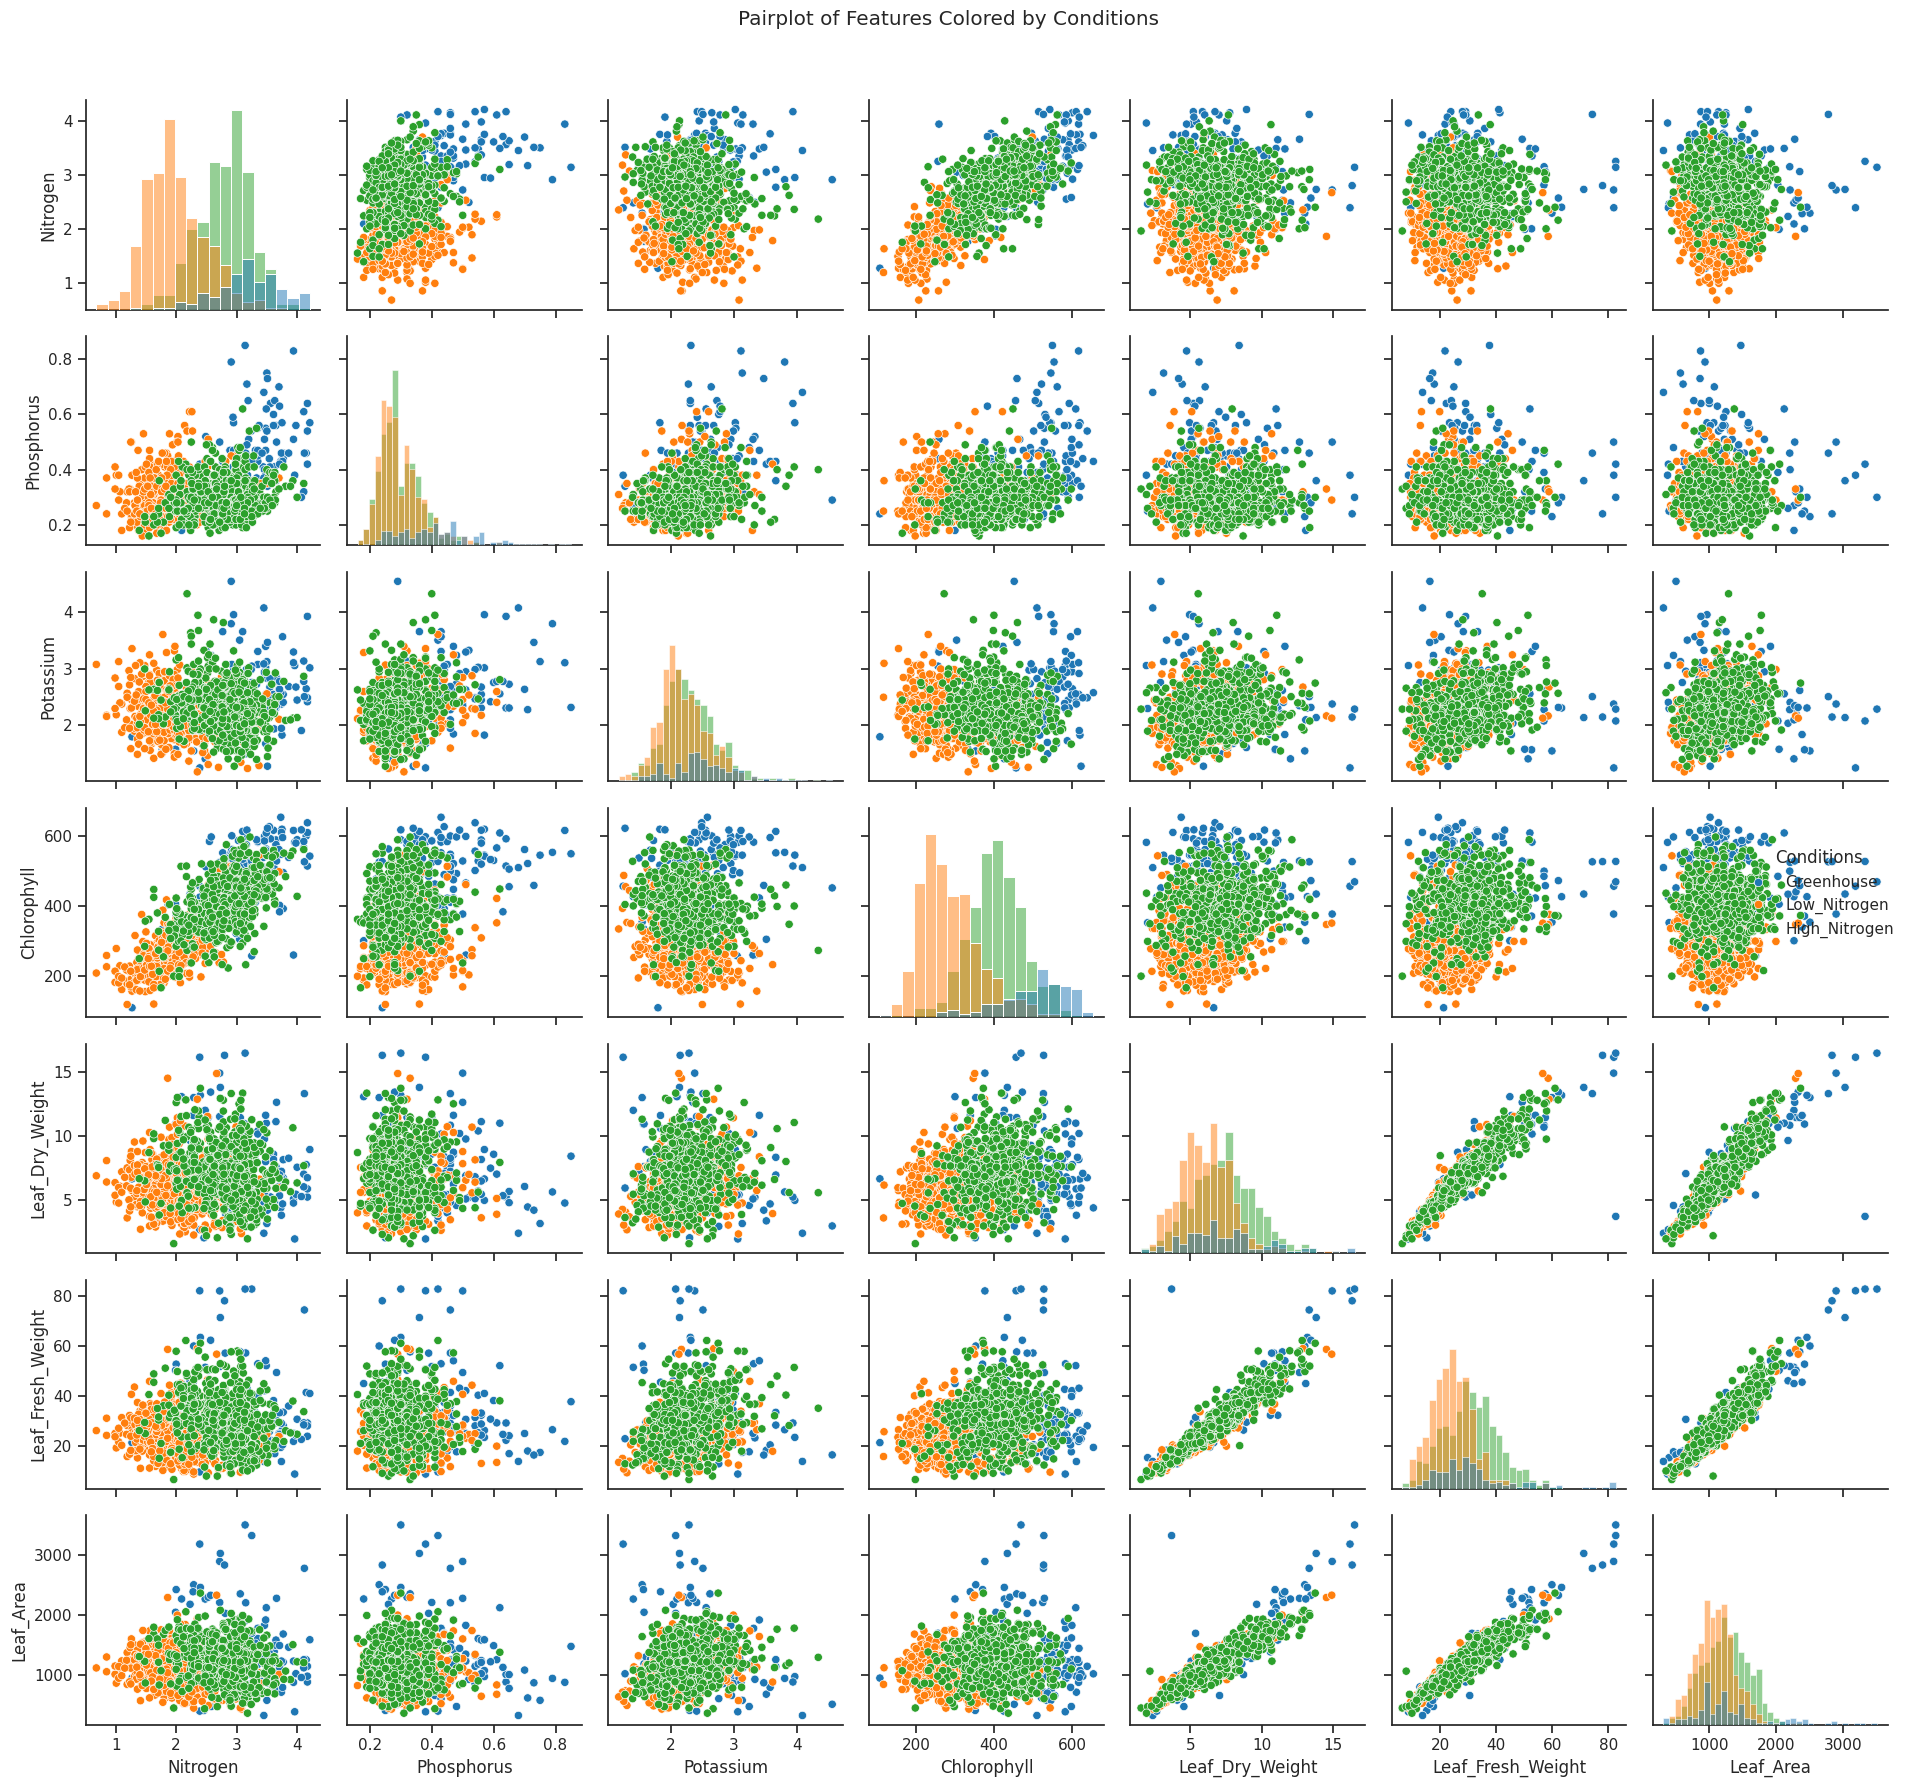 Pairplot of Features Colored by Conditions
4
3
2
1
Nitrogen
0.8
0.6
0.4
0.2
Phosphorus
4
3
2
Potassium
600
400
200
Chlorophyll
Conditions
Greenhouse
Low_Nitrogen
High_Nitrogen
15
10
5
Leaf_Dry_Weight
80
60
40
20
Leaf_Fresh_Weight
3000
2000
1000
Leaf_Area
1 2 3 4
0.2 0.4 0.6 0.8
2 3 4
200 400 600
5 10 15
20 40 60 80
1000 2000 3000
Nitrogen
Phosphorus
Potassium
Chlorophyll
Leaf_Dry_Weight
Leaf_Fresh_Weight
Leaf_Area